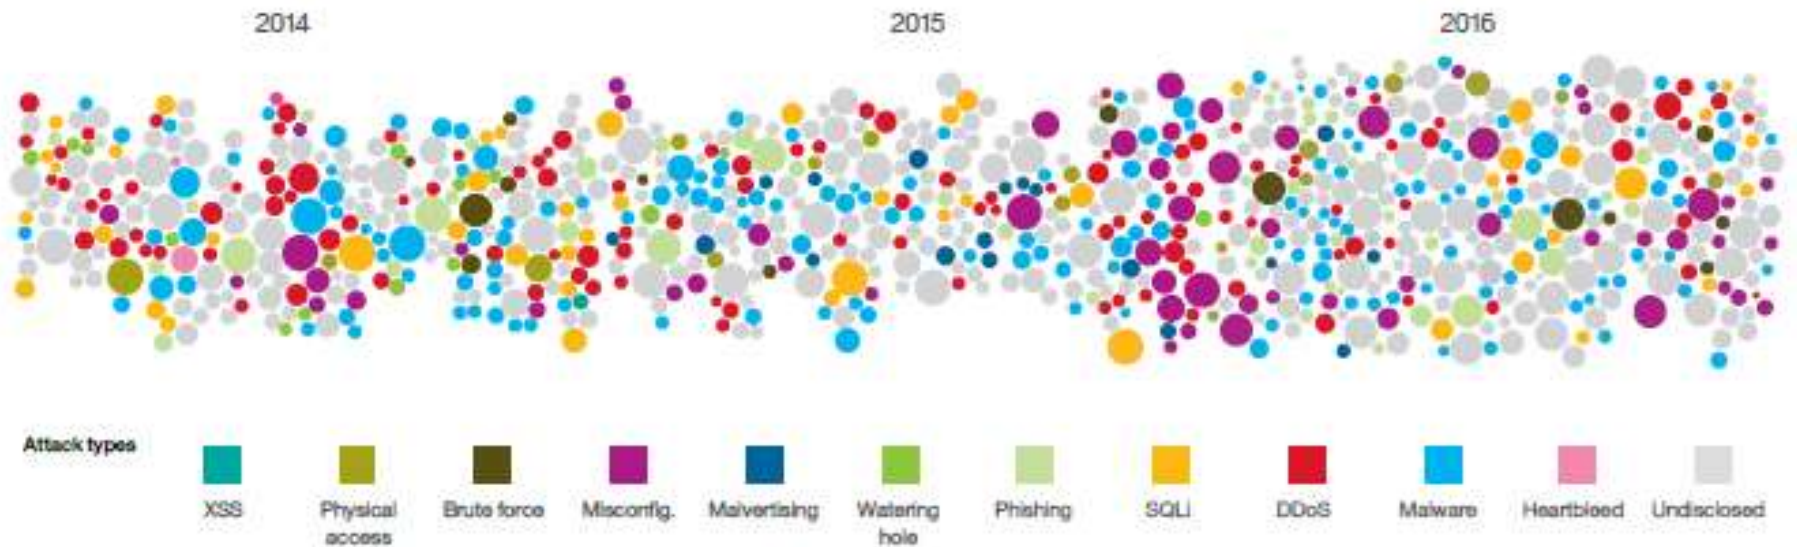 2014 2015 2016
Attack types
XSS Physical access Brute force Misconfig. Malvertising Watering hole Phishing SQLi DDoS Malware Heartbleed Undisclosed